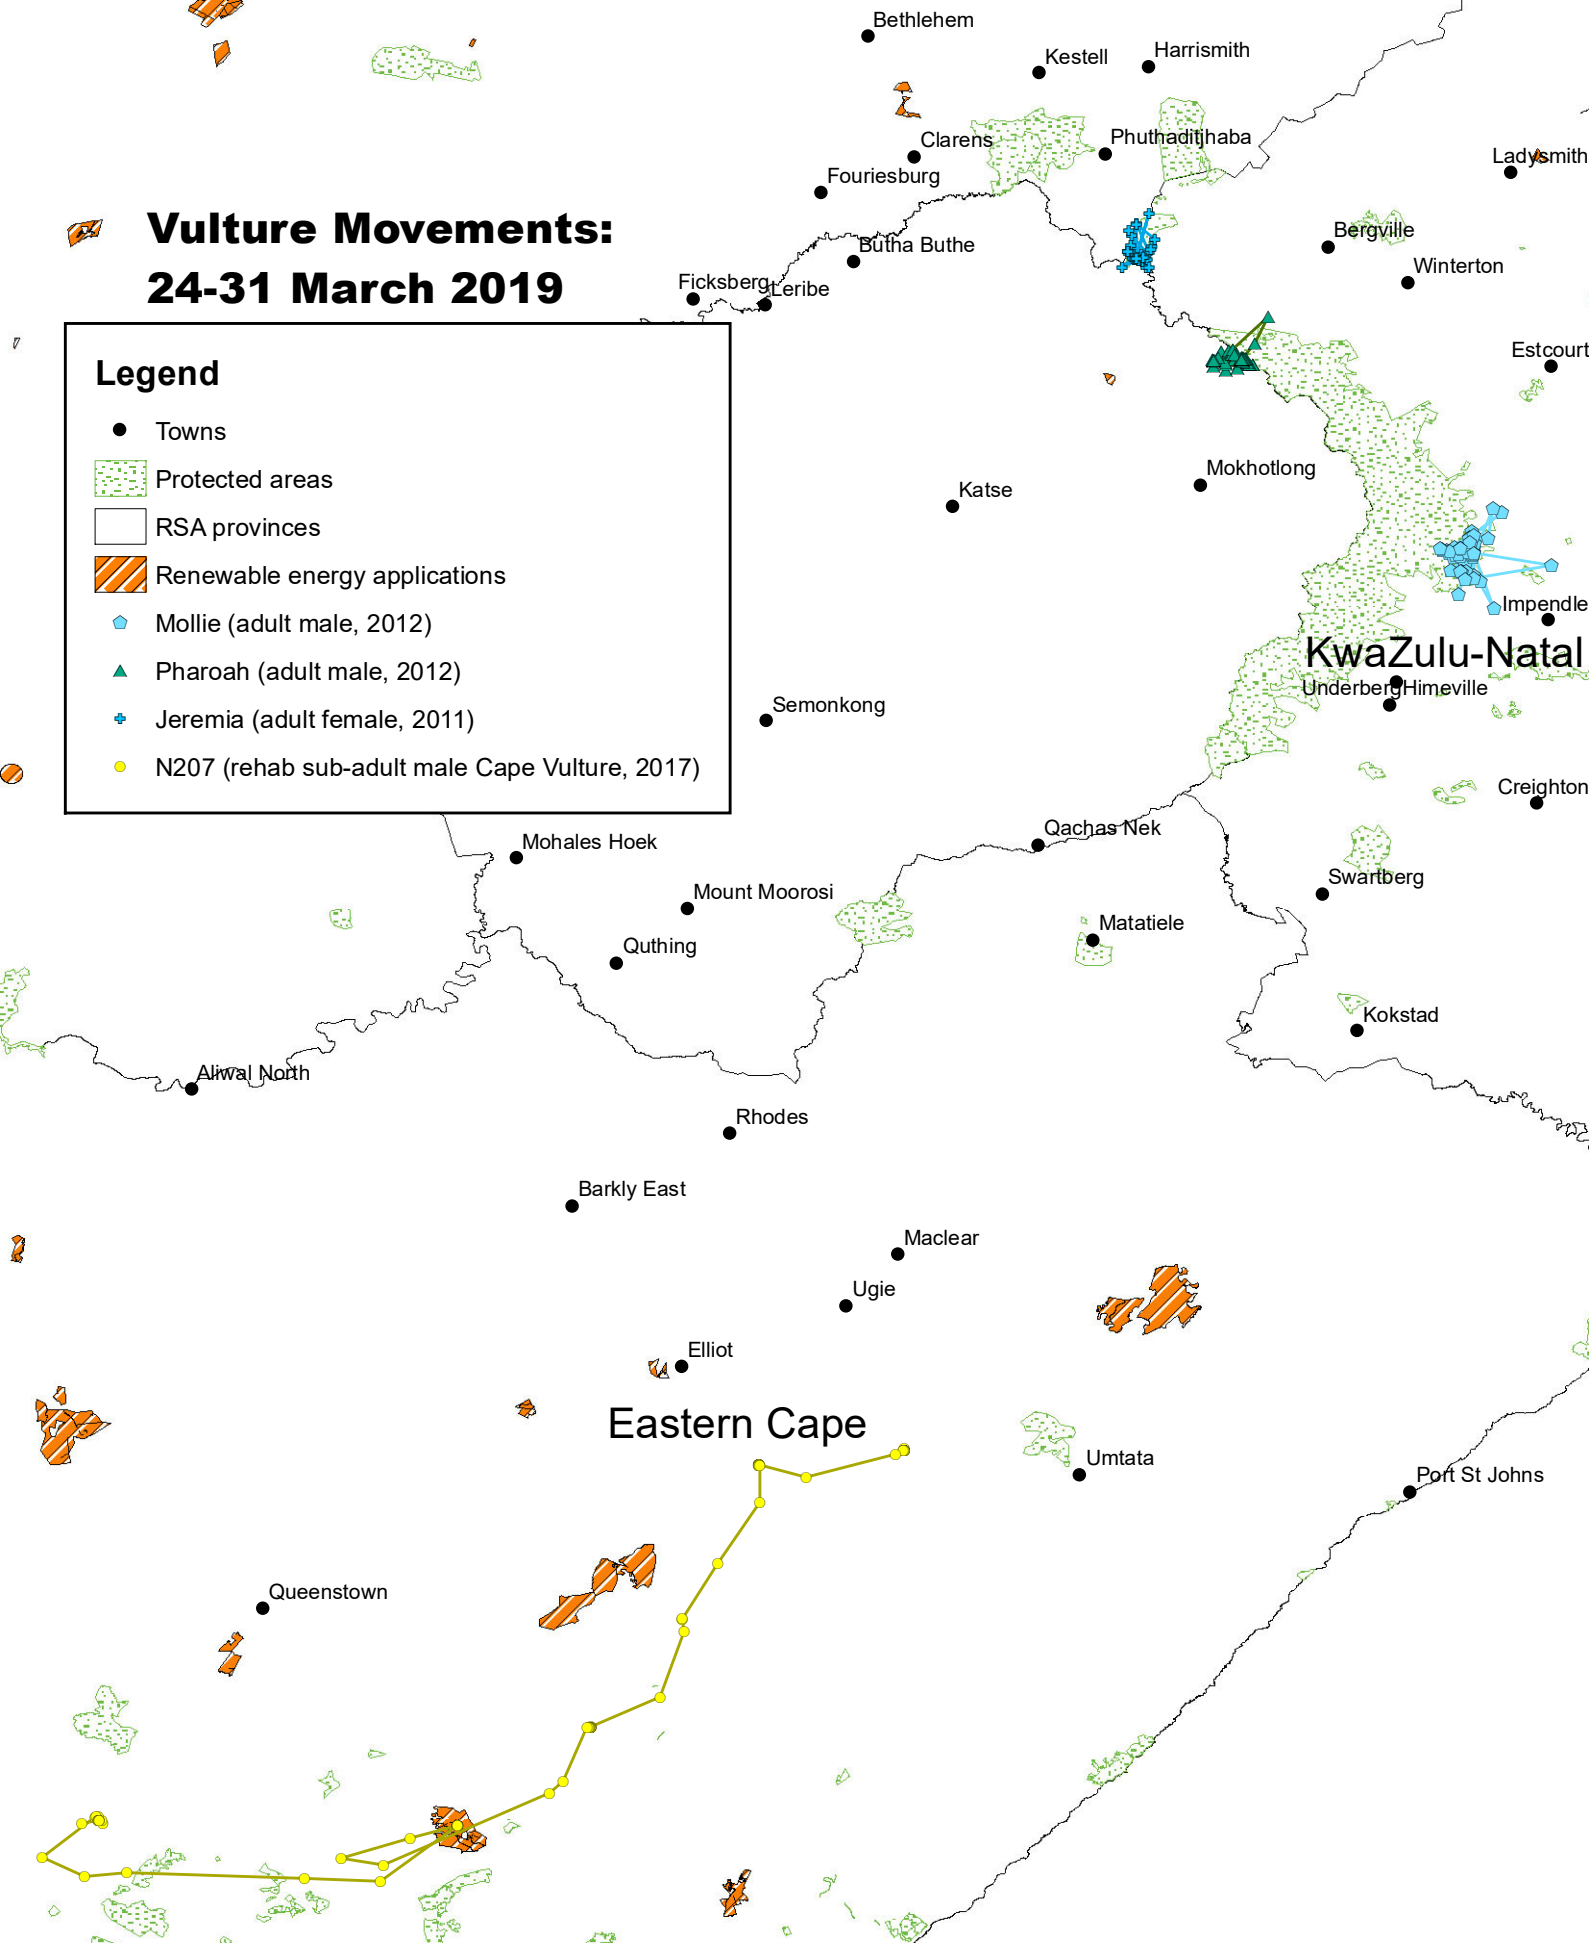 Bethlehem
Kestell
Harrismith
Clarens
Phuthaditjhaba
Ladysmith
Fouriesburg
Vulture Movements:
24-31 March 2019
Bergville
Butha Buthe
Winterton
Ficksberg
Leribe
Estcourt
Legend
Towns
Protected areas
RSA provinces
Renewable energy applications
Mollie (adult male, 2012)
Pharoah (adult male, 2012)
Jeremia (adult female, 2011)
N207 (rehab sub-adult male Cape Vulture, 2017)
Mokhotlong
Katse
Impendle
KwaZulu-Natal
Underberg
Himeville
Semonkong
Creighton
Qachas Nek
Mohales Hoek
Swartberg
Mount Moorosi
Matatiele
Quthing
Kokstad
Aliwal North
Rhodes
Barkly East
Maclear
Ugie
Elliot
Eastern Cape
Umtata
Port St Johns
Queenstown